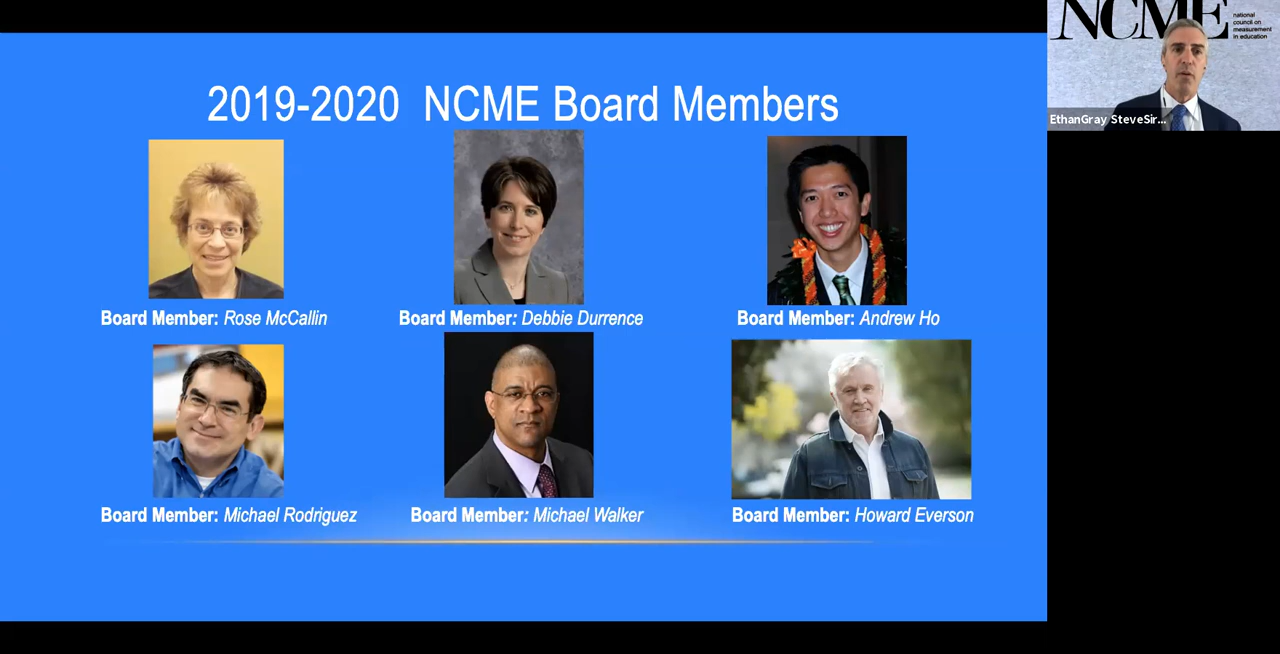 2019-2020 NCME Board Members
Board Member: Rose McCallin
Board Member: Debbie Durrence
Board Member: Andrew Ho
Board Member: Michael Rodriguez
Board Member: Michael Walker
Board Member: Howard Everson
NCME
national
council on
measurement
in education
EthanGray SteveSir...